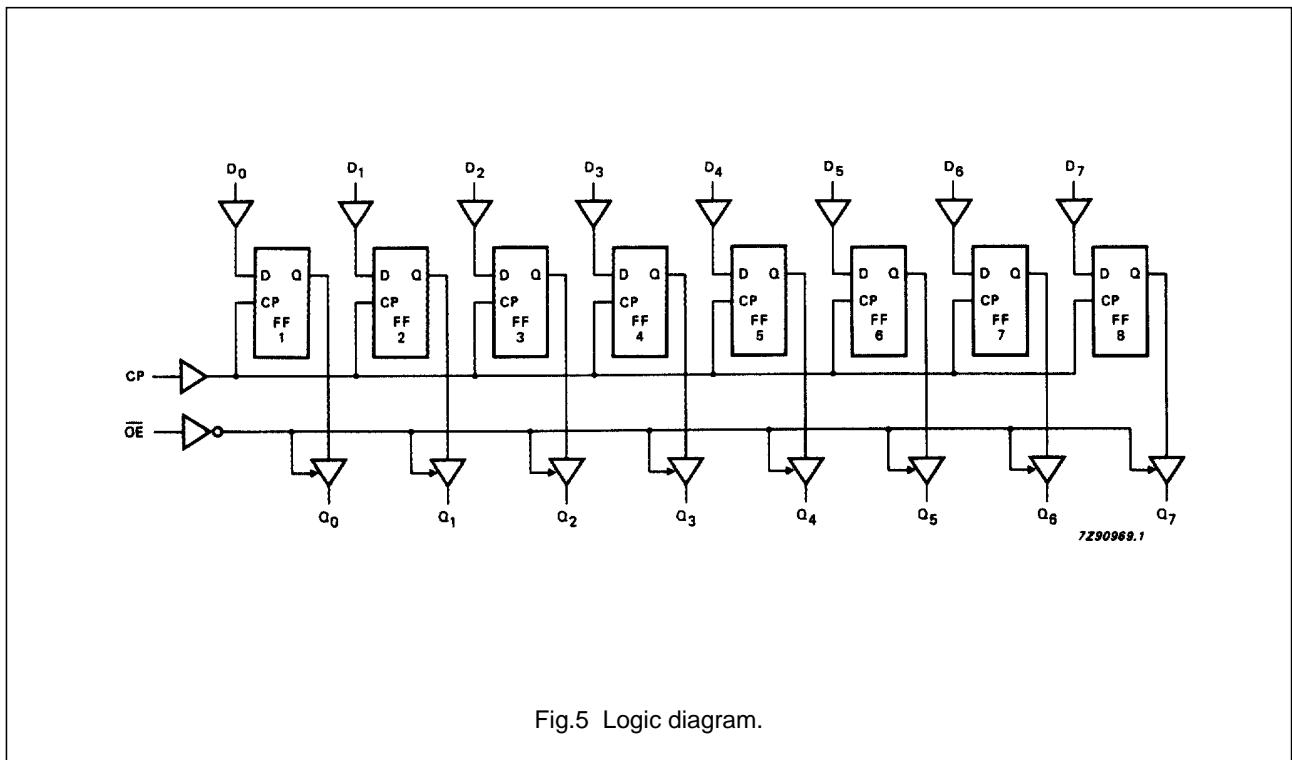 D0 D1 D2 D3 D4 D5 D6 D7
D Q D Q D Q D Q D Q D Q D Q D Q
CP CP CP CP CP CP CP CP
FF FF FF FF FF FF FF FF
1 2 3 4 5 6 7 8
CP
OE
Q0 Q1 Q2 Q3 Q4 Q5 Q6 Q7
7Z90969.1
Fig.5 Logic diagram.